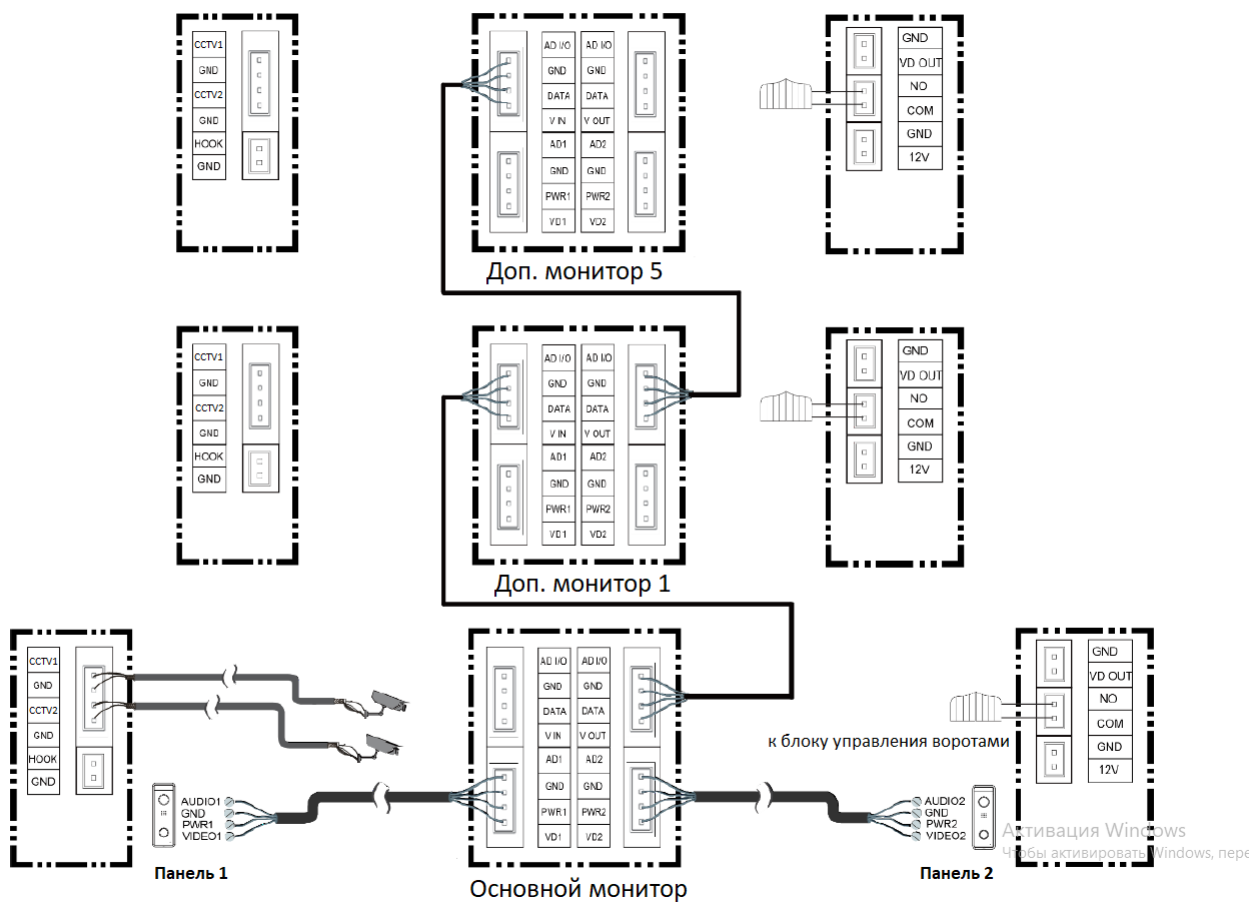 CCTV1
GND
CCTV2
GND
HOOK
GND
AD I/O AD I/O
GND GND
DATA DATA
V IN V OUT
AD1 AD2
GND GND
PWR1 PWR2
VD1 VD2
GND
VD OUT
NO
COM
GND
12V
Доп. монитор 5
CCTV1
GND
CCTV2
GND
HOOK
GND
AD I/O AD I/O
GND GND
DATA DATA
V IN V OUT
AD1 AD2
GND GND
PWR1 PWR2
VD1 VD2
GND
VD OUT
NO
COM
GND
12V
Доп. монитор 1
CCTV1
GND
CCTV2
GND
HOOK
GND
AD I/O AD I/O
GND GND
DATA DATA
V IN V OUT
AD1 AD2
GND GND
PWR1 PWR2
VD1 VD2
GND
VD OUT
NO
COM
GND
12V
к блоку управления воротами
AUDIO1
GND
PWR1
VIDEO1
Панель 1
AUDIO2
GND
PWR2
VIDEO2
Панель 2
Основной монитор
Активация Windows
Чтобы активировать Windows, пере